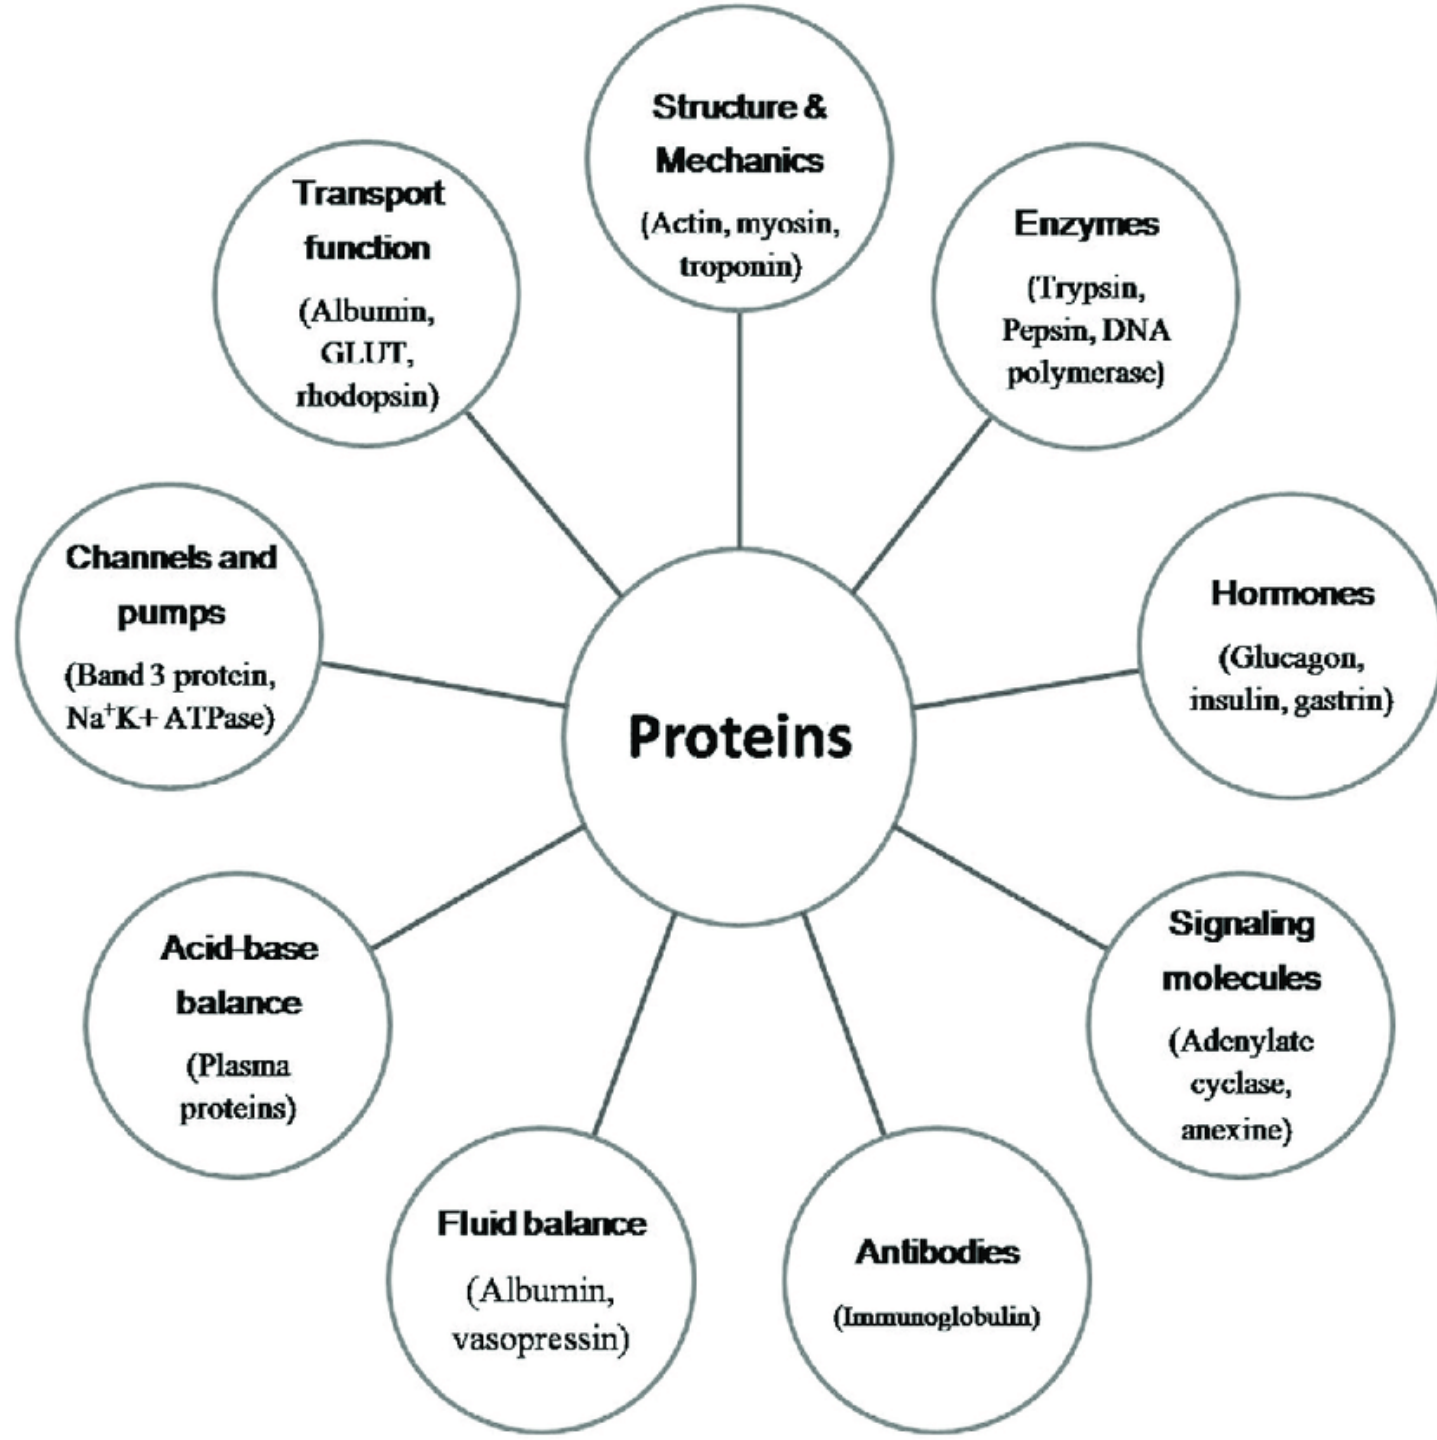 Structure &
Mechanics
(Actin, myosin,
troponin)
Enzymes
(Trypsin,
Pepsin, DNA
polymerase)
Hormones
(Glucagon,
insulin, gastrin)
Signaling
molecules
(Adenylate
cyclase,
anexine)
Antibodies
(Immunoglobulin)
Fluid balance
(Albumin,
vasopressin)
Acid-base
balance
(Plasma
proteins)
Channels and
pumps
(Band 3 protein,
Na⁺K+ ATPase)
Transport
function
(Albumin,
GLUT,
rhodopsin)
Proteins